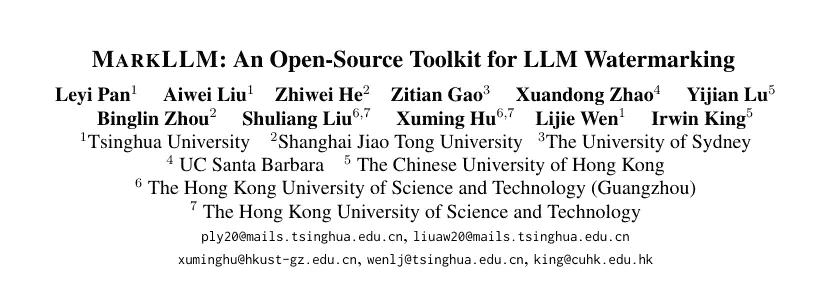 MARKLLM: An Open-Source Toolkit for LLM Watermarking
Leyi Pan¹ Aiwei Liu¹ Zhiwei He² Zitian Gao³ Xuandong Zhao⁴ Yijian Lu⁵
Binglin Zhou² Shuliang Liu⁶,⁷ Xuming Hu⁶,⁷ Lijie Wen¹ Irwin King⁵
¹Tsinghua University ²Shanghai Jiao Tong University ³The University of Sydney
⁴ UC Santa Barbara ⁵ The Chinese University of Hong Kong
⁶ The Hong Kong University of Science and Technology (Guangzhou)
⁷ The Hong Kong University of Science and Technology
ply20@mails.tsinghua.edu.cn, liuaw20@mails.tsinghua.edu.cn
xuminghu@hkust-gz.edu.cn, wenlj@tsinghua.edu.cn, king@cuhk.edu.hk